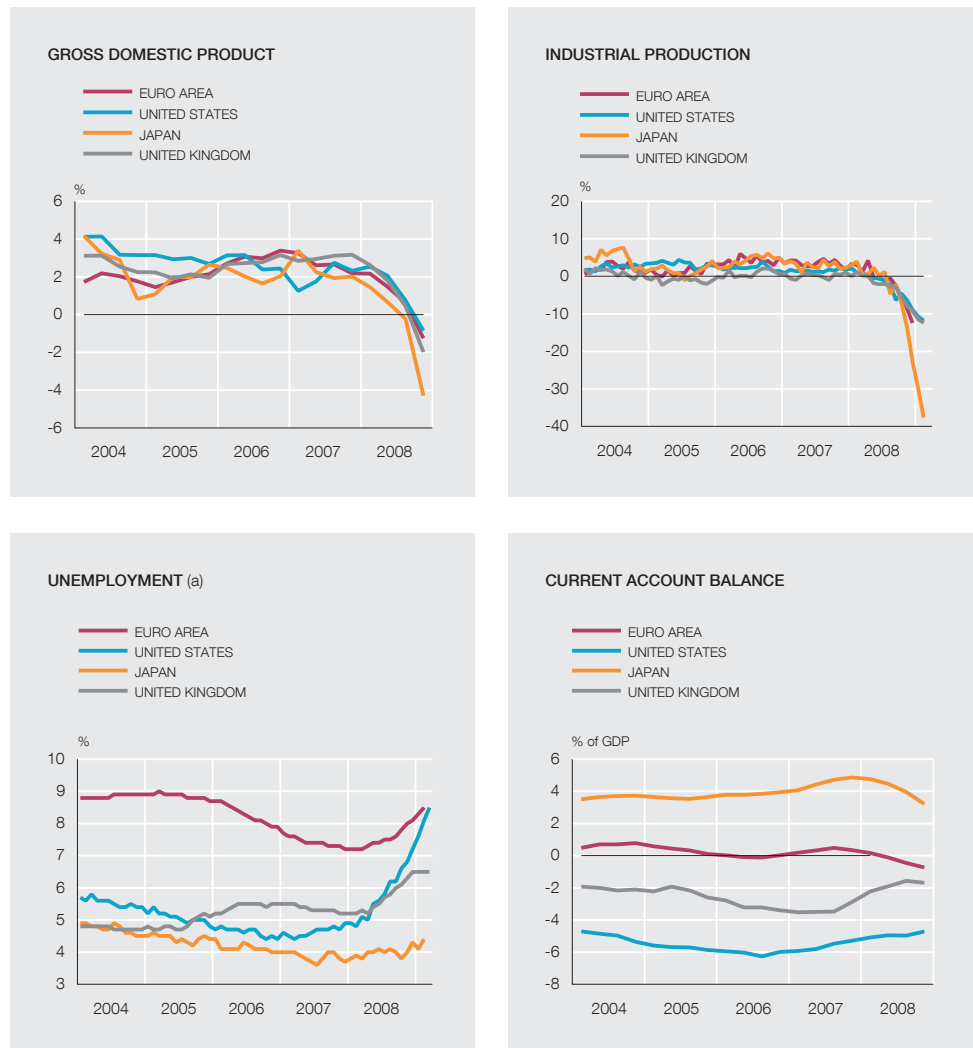 GROSS DOMESTIC PRODUCT
EURO AREA
UNITED STATES
JAPAN
UNITED KINGDOM
%
6
4
2
0
-2
-4
-6
2004 2005 2006 2007 2008
INDUSTRIAL PRODUCTION
EURO AREA
UNITED STATES
JAPAN
UNITED KINGDOM
%
20
10
0
-10
-20
-30
-40
2004 2005 2006 2007 2008
UNEMPLOYMENT (a)
EURO AREA
UNITED STATES
JAPAN
UNITED KINGDOM
%
10
9
8
7
6
5
4
3
2004 2005 2006 2007 2008
CURRENT ACCOUNT BALANCE
EURO AREA
UNITED STATES
JAPAN
UNITED KINGDOM
% of GDP
6
4
2
0
-2
-4
-6
-8
2004 2005 2006 2007 2008